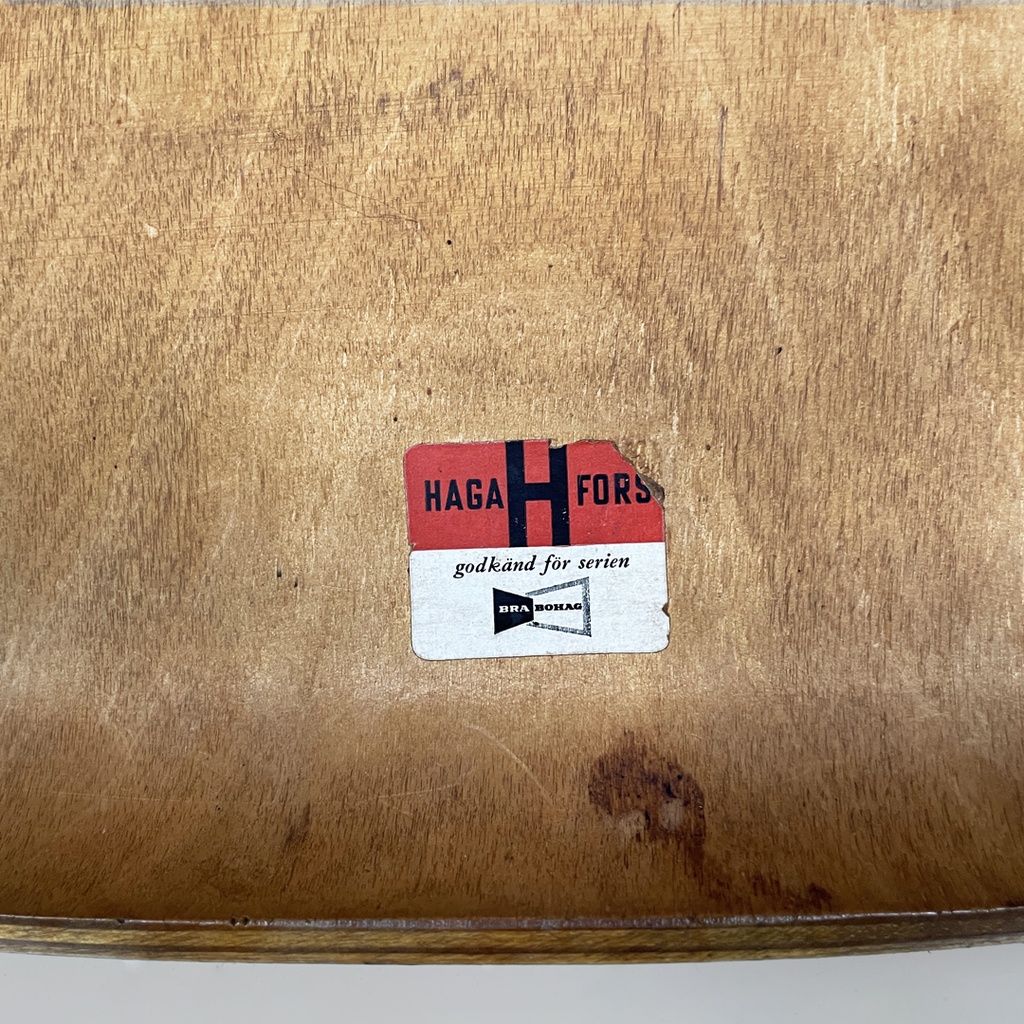 HAGA H FORS
godkänd för serien
BRA BOHAG